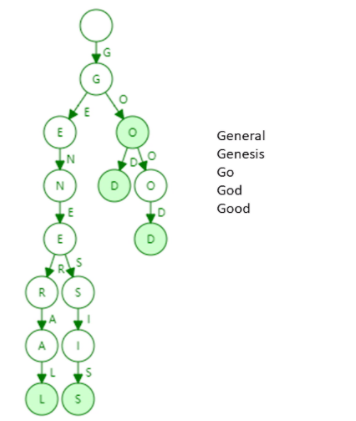 G
G
E O
E O
N D O
N D O
E D
E D
R S
R S
A I
A I
L S
L S
General
Genesis
Go
God
Good